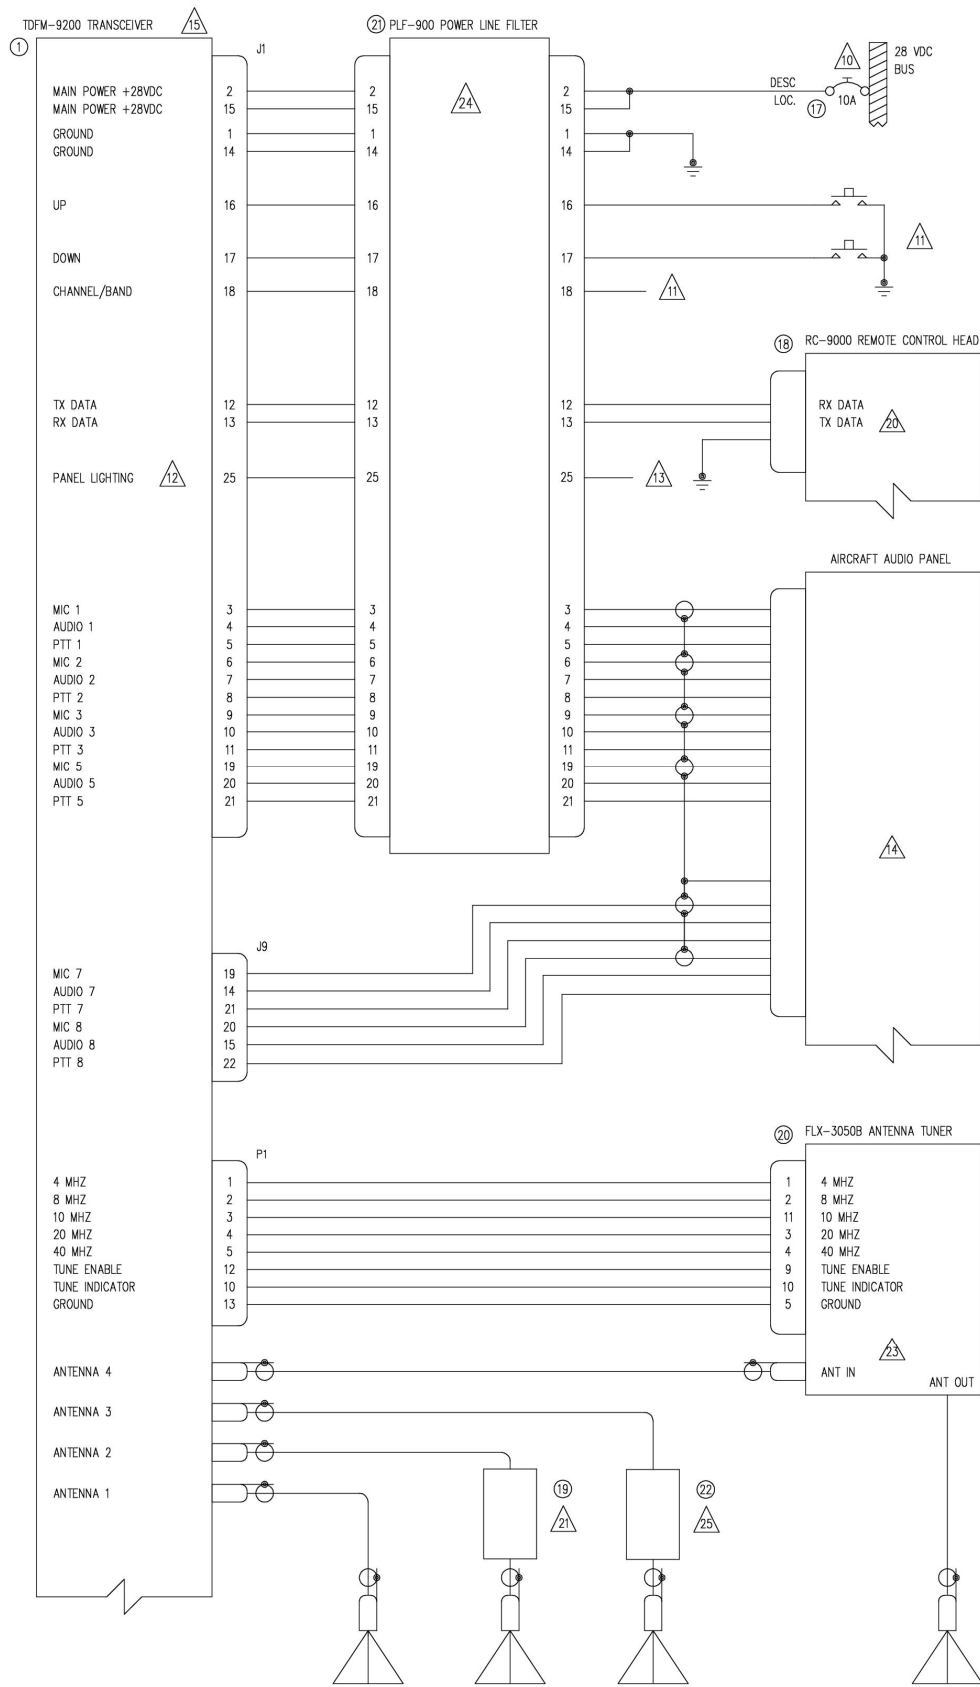 TDFM-9200 TRANSCEIVER 15 21 PLF-900 POWER LINE FILTER
1 J1 10 28 VDC
BUS
MAIN POWER +28VDC 2 2 24 2 DESC
MAIN POWER +28VDC 15 15 15 LOC. 17 10A
GROUND 1 1 1
GROUND 14 14 14
UP 16 16 16
11
DOWN 17 17 17
CHANNEL/BAND 18 18 18 11
18 RC-9000 REMOTE CONTROL HEAD
TX DATA 12 12 12 RX DATA
RX DATA 13 13 13 TX DATA 20
PANEL LIGHTING 12 25 25 25 13
AIRCRAFT AUDIO PANEL
MIC 1 3 3 3
AUDIO 1 4 4 4
PTT 1 5 5 5
MIC 2 6 6 6
AUDIO 2 7 7 7
PTT 2 8 8 8
MIC 3 9 9 9
AUDIO 3 10 10 10
PTT 3 11 11 11
MIC 5 19 19 19
AUDIO 5 20 20 20
PTT 5 21 21 21
14
J9
MIC 7 19
AUDIO 7 14
PTT 7 21
MIC 8 20
AUDIO 8 15
PTT 8 22
20 FLX-3050B ANTENNA TUNER
P1
4 MHZ 1 1 4 MHZ
8 MHZ 2 2 8 MHZ
10 MHZ 3 11 10 MHZ
20 MHZ 4 3 20 MHZ
40 MHZ 5 4 40 MHZ
TUNE ENABLE 12 9 TUNE ENABLE
TUNE INDICATOR 10 10 TUNE INDICATOR
GROUND 13 5 GROUND
23
ANTENNA 4 ANT IN
ANT OUT
ANTENNA 3
ANTENNA 2
ANTENNA 1 19 22
21 25